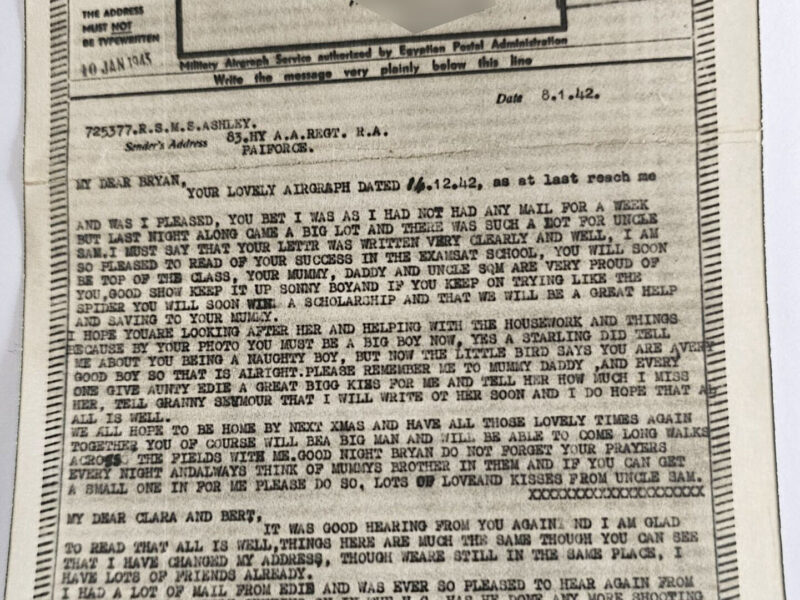 THE ADDRESS
MUST NOT
BE TYPEWRITTEN
10 JAN 1943
Military Airgraph Service authorized by Egyptian Postal Administration
Write the message very plainly below this line
Date 8.1.42.
725377.R.S.M.S.ASHLEY.
Sender's Address 83.HY A.A.REGT. R.A.
PAIFORCE.
MY DEAR BRYAN,
YOUR LOVELY AIRGRAPH DATED 14.12.42, as at last reach me
AND WAS I PLEASED, YOU BET I WAS AS I HAD NOT HAD ANY MAIL FOR A WEEK
BUT LAST NIGHT ALONG CAME A BIG LOT AND THERE WAS SUCH A LOT FOR UNCLE
SAM.I MUST SAY THAT YOUR LETTR WAS WRITTEN VERY CLEARLY AND WELL, I AM
SO PLEASED TO READ OF YOUR SUCCESS IN THE EXAMSAT SCHOOL, YOU WILL SOON
BE TOP OF THE CLASS, YOUR MUMMY, DADDY AND UNCLE SQM ARE VERY PROUD OF
YOU,GOOD SHOW KEEP IT UP SONNY BOYAND IF YOU KEEP ON TRYING LIKE THE
SPIDER YOU WILL SOON WIN A SCHOLARSHIP AND THAT WE WILL BE A GREAT HELP
AND SAVING TO YOUR MUMMY.
I HOPE YOUARE LOOKING AFTER HER AND HELPING WITH THE HOUSEWORK AND THINGS
BECAUSE BY YOUR PHOTO YOU MUST BE A BIG BOY NOW, YES A STARLING DID TELL
ME ABOUT YOU BEING A NAUGHTY BOY, BUT NOW THE LITTLE BIRD SAYS YOU ARE AVERY
GOOD BOY SO THAT IS ALRIGHT.PLEASE REMEMBER ME TO MUMMY DADDY ,AND EVERY
ONE GIVE AUNTY EDIE A GREAT BIGG KISS FOR ME AND TELL HER HOW MUCH I MISS
HER, TELL GRANNY SEYMOUR THAT I WILL WRITE OT HER SOON AND I DO HOPE THAT
ALL IS WELL.
WE ALL HOPE TO BE HOME BY NEXT XMAS AND HAVE ALL THOSE LOVELY TIMES AGAIN
TOGETHER YOU OF COURSE WILL BEA BIG MAN AND WILL BE ABLE TO COME LONG WALKS
ACROSS THE FIELDS WITH ME.GOOD NIGHT BRYAN DO NOT FORGET YOUR PRAYERS
EVERY NIGHT ANDALWAYS THINK OF MUMMYS BROTHER IN THEM AND IF YOU CAN GET
A SMALL ONE IN FOR ME PLEASE DO SO, LOTS OF LOVEAND KISSES FROM UNCLE SAM.
XXXXXXXXXXXXXXXXXXXXX
MY DEAR CLARA AND BERT,
IT WAS GOOD HEARING FROM YOU AGAIN ND I AM GLAD
TO READ THAT ALL IS WELL,THINGS HERE ARE MUCH THE SAME THOUGH YOU CAN SEE
THAT I HAVE CHANGED MY ADDRESS, THOUGH WEARE STILL IN THE SAME PLACE, I
HAVE LOTS OF FRIENDS ALREADY.
I HAD A LOT OF MAIL FROM EDIE AND WAS EVER SO PLEASED TO HEAR AGAIN FROM
HAS HE DONE ANY MORE SHOOTING